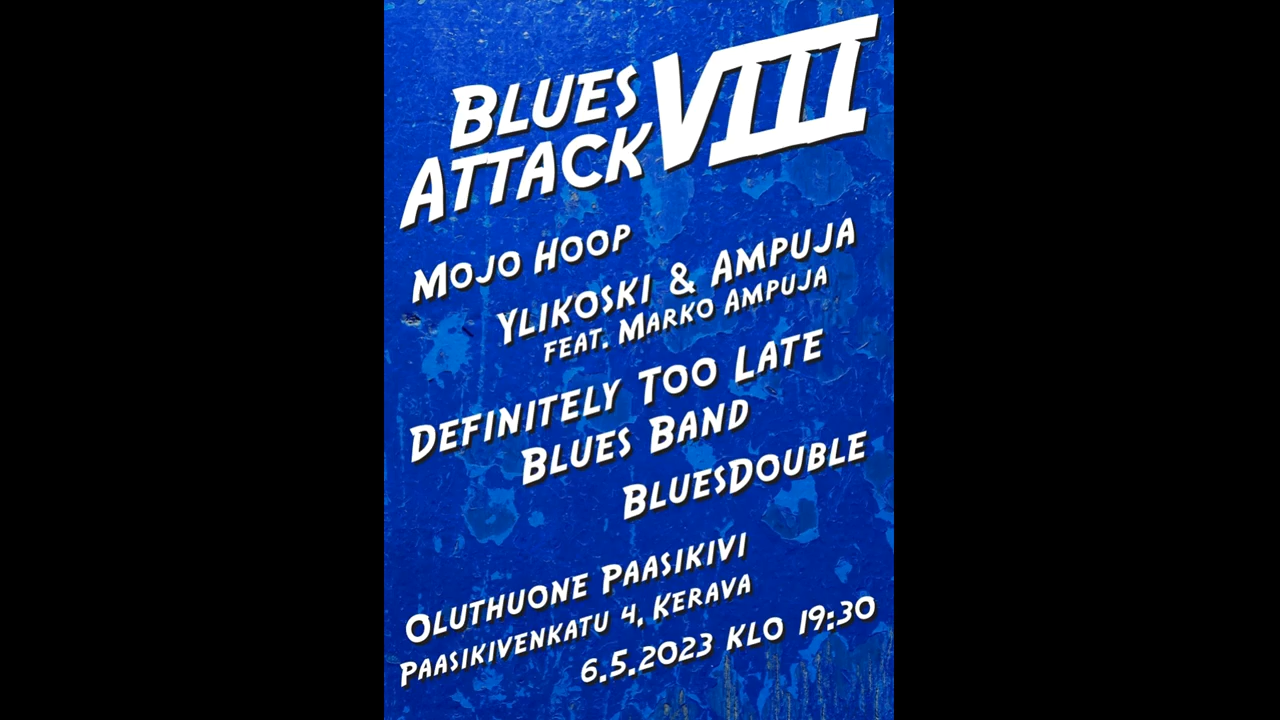 Blues
Attack VIII
Mojo Hoop
Ylikoski & Ampuja
feat. Marko Ampuja
Definitely Too Late
Blues Band
BluesDouble
Oluthuone Paasikivi
Paasikivenkatu 4, Kerava
6.5.2023 klo 19:30